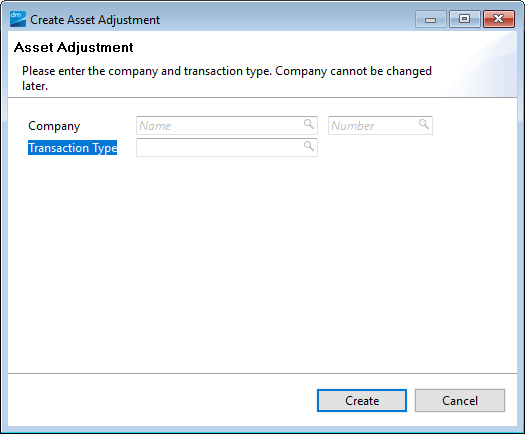 dm Create Asset Adjustment
Asset Adjustment
Please enter the company and transaction type. Company cannot be changed
later.
Company Name Number
Transaction Type
Create Cancel